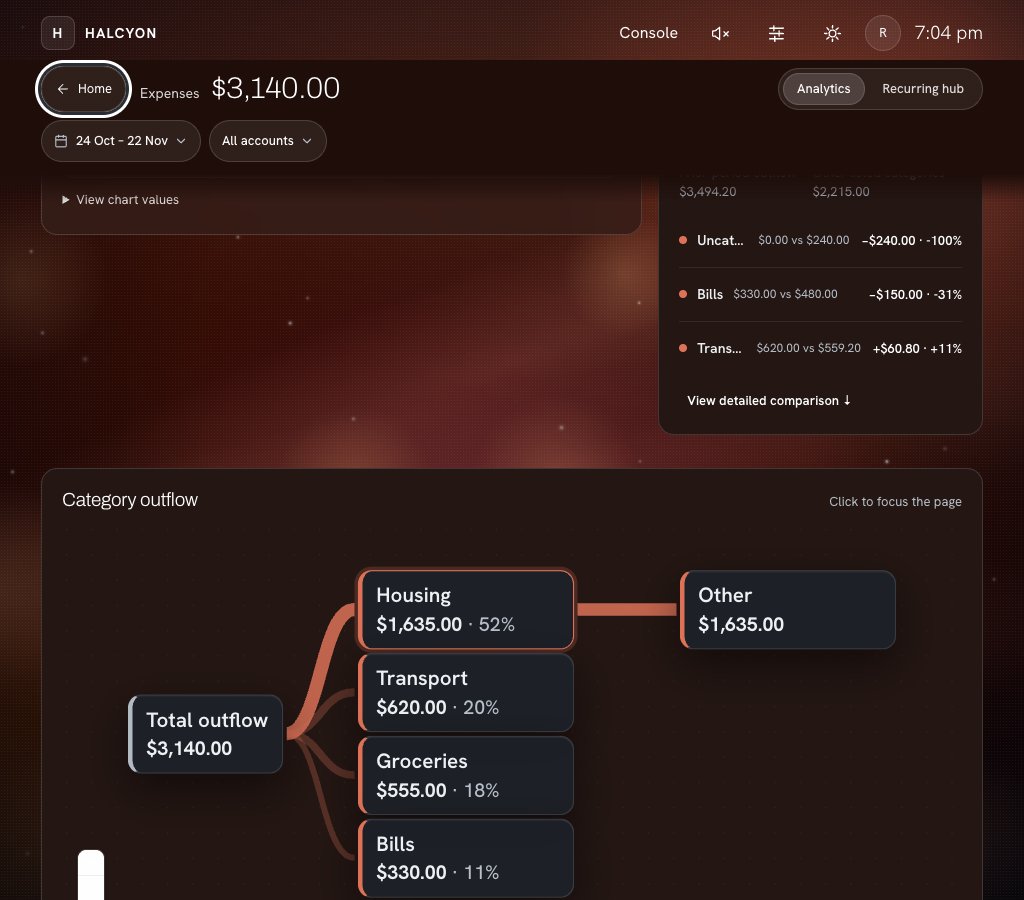 H HALCYON
Console
R
7:04 pm
Home
Expenses $3,140.00
Analytics
Recurring hub
24 Oct – 22 Nov
All accounts
View chart values
$3,494.20
$2,215.00
Uncat... $0.00 vs $240.00 −$240.00 · -100%
Bills $330.00 vs $480.00 −$150.00 · -31%
Trans... $620.00 vs $559.20 +$60.80 · +11%
View detailed comparison ↓
Category outflow
Click to focus the page
Housing
$1,635.00 · 52%
Other
$1,635.00
Transport
$620.00 · 20%
Total outflow
$3,140.00
Groceries
$555.00 · 18%
Bills
$330.00 · 11%